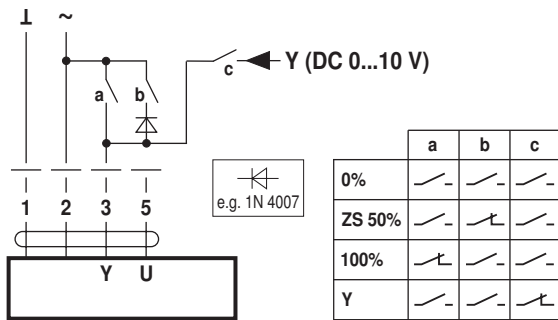 ⊥ ~
a b c Y (DC 0...10 V)
1 2 3 5
Y U
e.g. 1N 4007
a b c
0%
ZS 50%
100%
Y